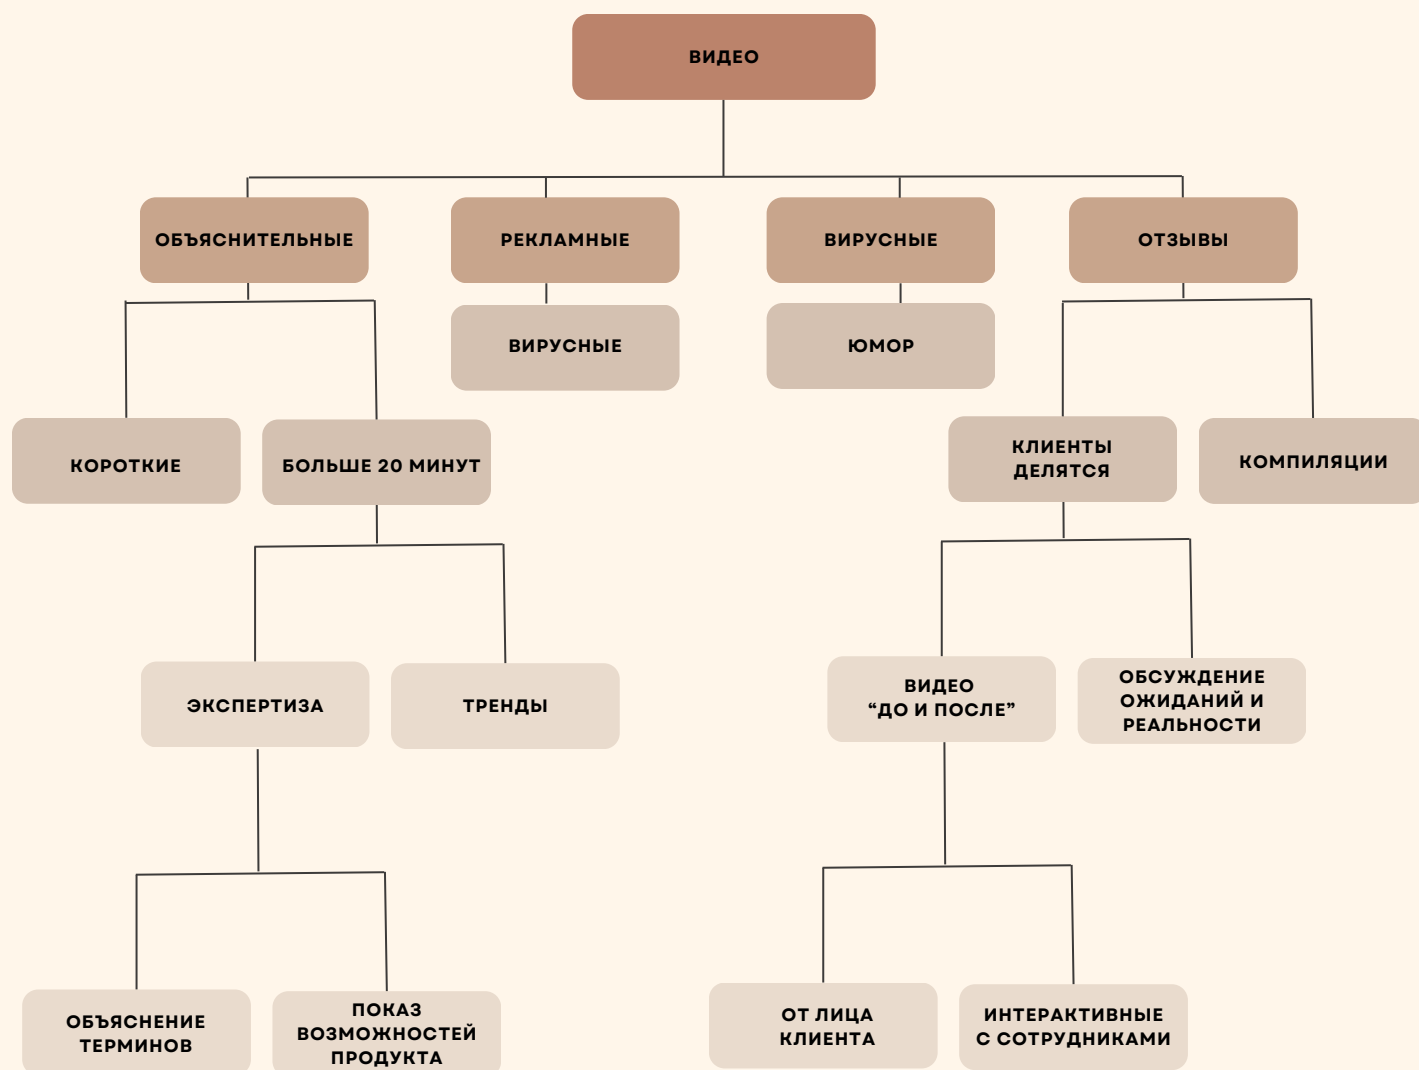 ВИДЕО
ОБЪЯСНИТЕЛЬНЫЕ
РЕКЛАМНЫЕ
ВИРУСНЫЕ
ОТЗЫВЫ
ВИРУСНЫЕ
ЮМОР
КОРОТКИЕ
БОЛЬШЕ 20 МИНУТ
КЛИЕНТЫ
ДЕЛЯТСЯ
КОМПИЛЯЦИИ
ЭКСПЕРТИЗА
ТРЕНДЫ
ВИДЕО
“ДО И ПОСЛЕ”
ОБСУЖДЕНИЕ
ОЖИДАНИЙ И
РЕАЛЬНОСТИ
ОБЪЯСНЕНИЕ
ТЕРМИНОВ
ПОКАЗ
ВОЗМОЖНОСТЕЙ
ПРОДУКТА
ОТ ЛИЦА
КЛИЕНТА
ИНТЕРАКТИВНЫЕ
С СОТРУДНИКАМИ